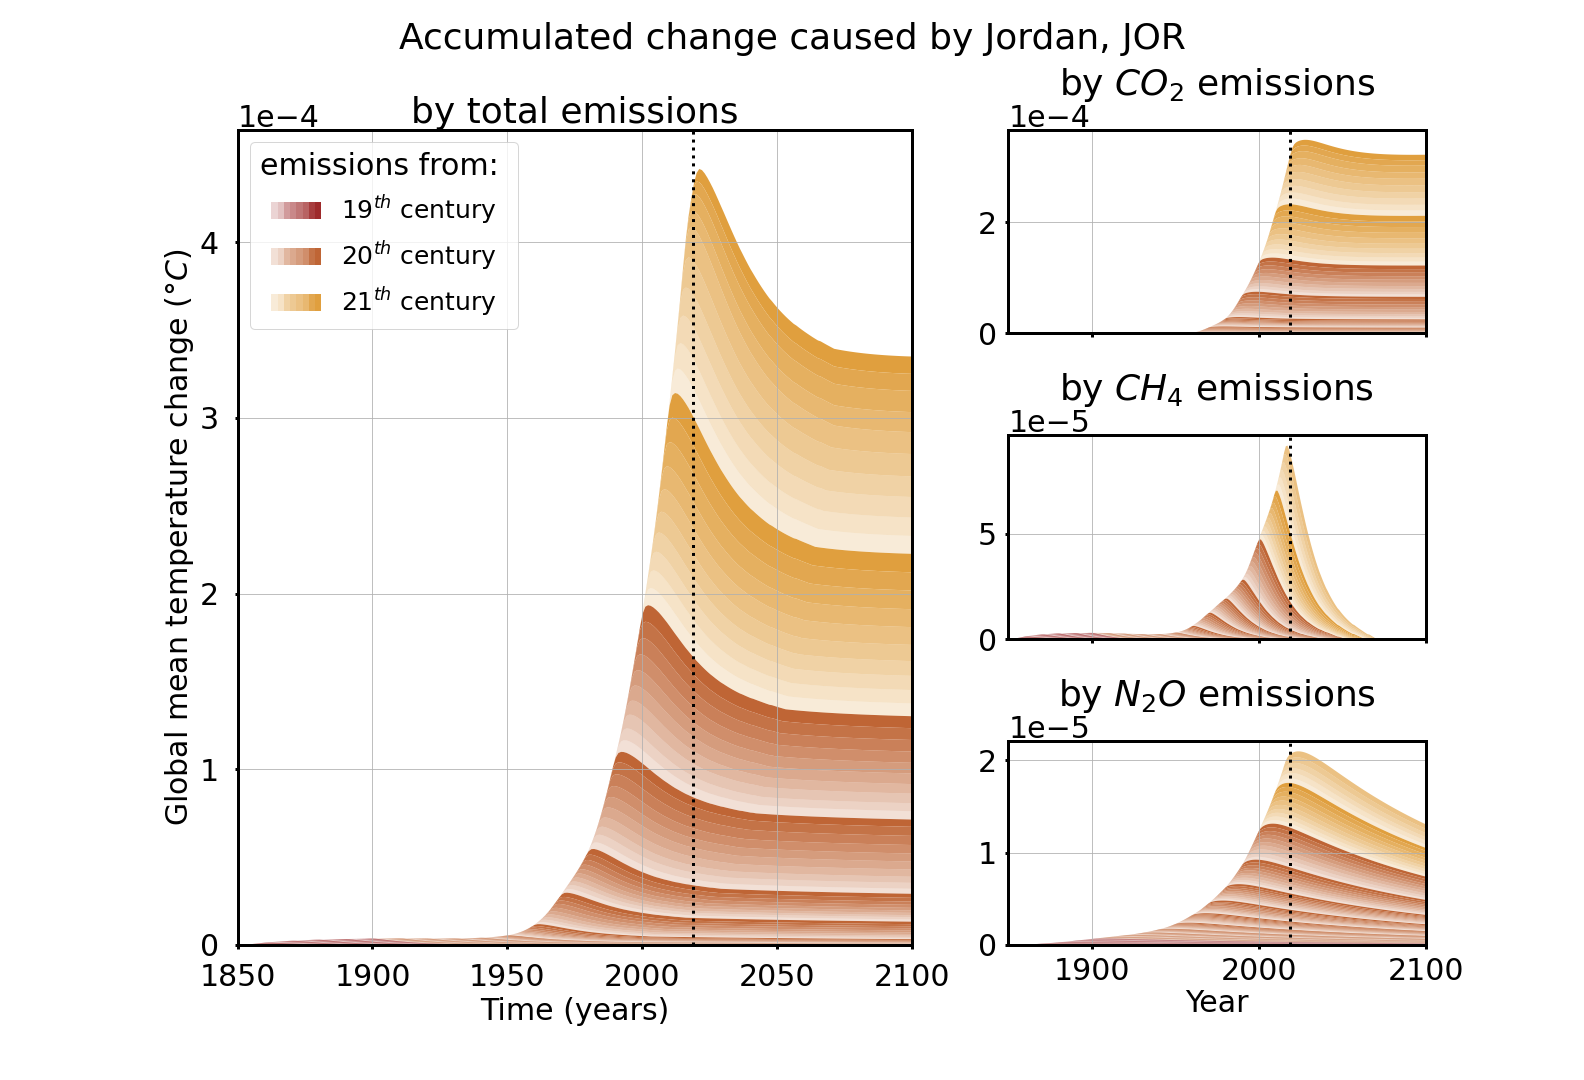 Accumulated change caused by Jordan, JOR
by total emissions
1e−4
emissions from:
19th century
20th century
21th century
4
3
2
1
0
Global mean temperature change (°C)
1850 1900 1950 2000 2050 2100
Time (years)
by CO2 emissions
1e−4
2
0
by CH4 emissions
1e−5
5
0
by N2O emissions
1e−5
2
1
0
1900 2000 2100
Year